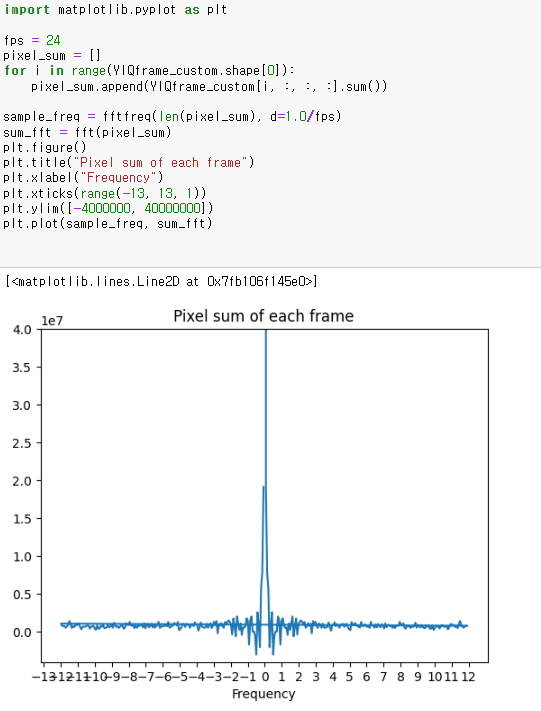 import matplotlib.pyplot as plt
fps = 24
pixel_sum = []
for i in range(YIQframe_custom.shape[0]):
    pixel_sum.append(YIQframe_custom[i, :, :, :].sum())
sample_freq = fftfreq(len(pixel_sum), d=1.0/fps)
sum_fft = fft(pixel_sum)
plt.figure()
plt.title("Pixel sum of each frame")
plt.xlabel("Frequency")
plt.xticks(range(-13, 13, 1))
plt.ylim([-4000000, 40000000])
plt.plot(sample_freq, sum_fft)
[<matplotlib.lines.Line2D at 0x7fb106f145e0>]
Pixel sum of each frame
1e7
4.0
3.5
3.0
2.5
2.0
1.5
1.0
0.5
0.0
−13 −12 −11 −10 −9 −8 −7 −6 −5 −4 −3 −2 −1 0 1 2 3 4 5 6 7 8 9 10 11 12
Frequency